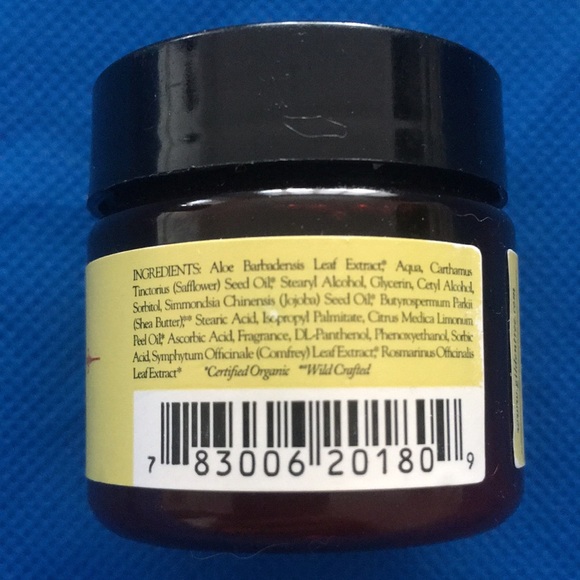 INGREDIENTS: Aloe Barbadensis Leaf Extract,* Aqua, Carthamus
Tinctorius (Safflower) Seed Oil,* Stearyl Alcohol, Glycerin, Cetyl Alcohol,
Sorbitol, Simmondsia Chinensis (Jojoba) Seed Oil,* Butyrospermum Parkii
(Shea Butter),** Stearic Acid, Isopropyl Palmitate, Citrus Medica Limonum
Peel Oil,* Ascorbic Acid, Fragrance, DL-Panthenol, Phenoxyethanol, Sorbic
Acid, Symphytum Officinale (Comfrey) Leaf Extract,* Rosmarinus Officinalis
Leaf Extract* *Certified Organic **Wild Crafted
7 83006 20180 9